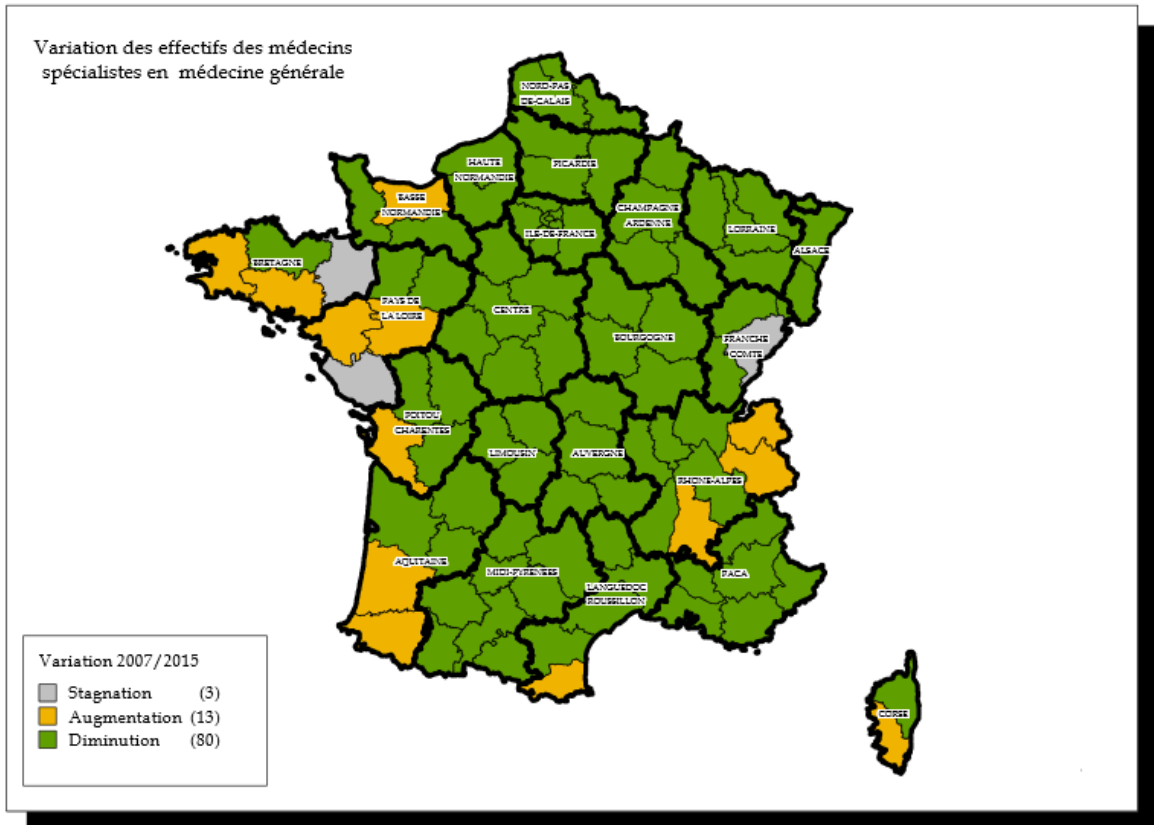 Variation des effectifs des médecins
spécialistes en médecine générale
NORD-PAS
DE-CALAIS
HAUTE
NORMANDIE
PICARDIE
BASSE
NORMANDIE
CHAMPAGNE
ARDENNE
ILE-DE-FRANCE
LORRAINE
ALSACE
BRETAGNE
PAYS DE
LA LOIRE
CENTRE
BOURGOGNE
FRANCHE
COMTE
POITOU
CHARENTES
LIMOUSIN
AUVERGNE
RHONE-ALPES
AQUITAINE
MIDI-PYRENEES
LANGUEDOC
ROUSSILLON
PACA
CORSE
Variation 2007/2015
Stagnation (3)
Augmentation (13)
Diminution (80)